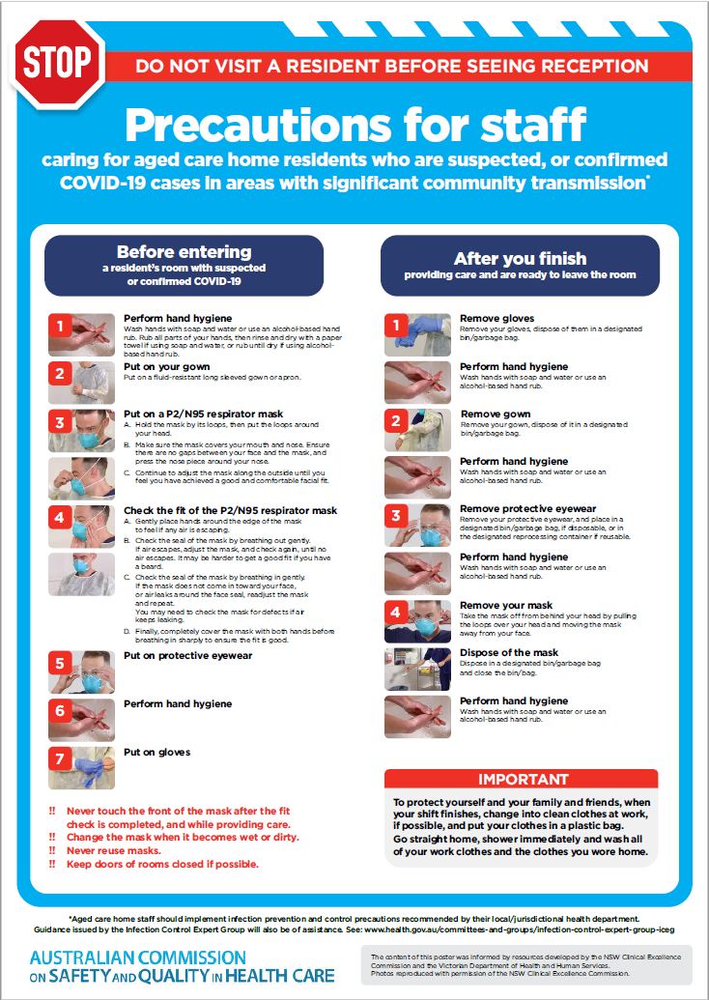 STOP
DO NOT VISIT A RESIDENT BEFORE SEEING RECEPTION
Precautions for staff
caring for aged care home residents who are suspected, or confirmed
COVID-19 cases in areas with significant community transmission*
Before entering
a resident's room with suspected
or confirmed COVID-19
1
Perform hand hygiene
Wash hands with soap and water or use an alcohol-based hand
rub. Rub all parts of your hands, then rinse and dry with a paper
towel if using soap and water, or rub until dry if using alcohol-
based hand rub.
2
Put on your gown
Put on a fluid-resistant long sleeved gown or apron.
3
Put on a P2/N95 respirator mask
A. Hold the mask by its loops, then put the loops around
your head.
B. Make sure the mask covers your mouth and nose. Ensure
there are no gaps between your face and the mask, and
press the nose piece around your nose.
C. Continue to adjust the mask along the outside until you
feel you have achieved a good and comfortable facial fit.
4
Check the fit of the P2/N95 respirator mask
A. Gently place hands around the edge of the mask
to feel if any air is escaping.
B. Check the seal of the mask by breathing out gently.
If air escapes, adjust the mask, and check again, until no
air escapes. It may be harder to get a good fit if you have
a beard.
C. Check the seal of the mask by breathing in gently.
If the mask does not come in toward your face,
or air leaks around the face seal, readjust the mask
and repeat.
You may need to check the mask for defects if air
keeps leaking.
D. Finally, completely cover the mask with both hands before
breathing in sharply to ensure the fit is good.
5
Put on protective eyewear
6
Perform hand hygiene
7
Put on gloves
!! Never touch the front of the mask after the fit
check is completed, and while providing care.
!! Change the mask when it becomes wet or dirty.
!! Never reuse masks.
!! Keep doors of rooms closed if possible.
After you finish
providing care and are ready to leave the room
1
Remove gloves
Remove your gloves, dispose of them in a designated
bin/garbage bag.
Perform hand hygiene
Wash hands with soap and water or use an
alcohol-based hand rub.
2
Remove gown
Remove your gown, dispose of it in a designated
bin/garbage bag.
Perform hand hygiene
Wash hands with soap and water or use an
alcohol-based hand rub.
3
Remove protective eyewear
Remove your protective eyewear, and place in a
designated bin/garbage bag, if disposable, or in
the designated reprocessing container if reusable.
Perform hand hygiene
Wash hands with soap and water or use an
alcohol-based hand rub.
4
Remove your mask
Take the mask off from behind your head by pulling
the loops over your head and moving the mask
away from your face.
Dispose of the mask
Dispose in a designated bin/garbage bag
and close the bin/bag.
Perform hand hygiene
Wash hands with soap and water or use an
alcohol-based hand rub.
IMPORTANT
To protect yourself and your family and friends, when
your shift finishes, change into clean clothes at work,
if possible, and put your clothes in a plastic bag.
Go straight home, shower immediately and wash all
of your work clothes and the clothes you wore home.
*Aged care home staff should implement infection prevention and control precautions recommended by their local/jurisdictional health department.
Guidance issued by the Infection Control Expert Group will also be of assistance. See: www.health.gov.au/committees-and-groups/infection-control-expert-group-iceg
AUSTRALIAN COMMISSION
ON SAFETY AND QUALITY IN HEALTH CARE
The content of this poster was informed by resources developed by the NSW Clinical Excellence
Commission and the Victorian Department of Health and Human Services.
Photos reproduced with permission of the NSW Clinical Excellence Commission.